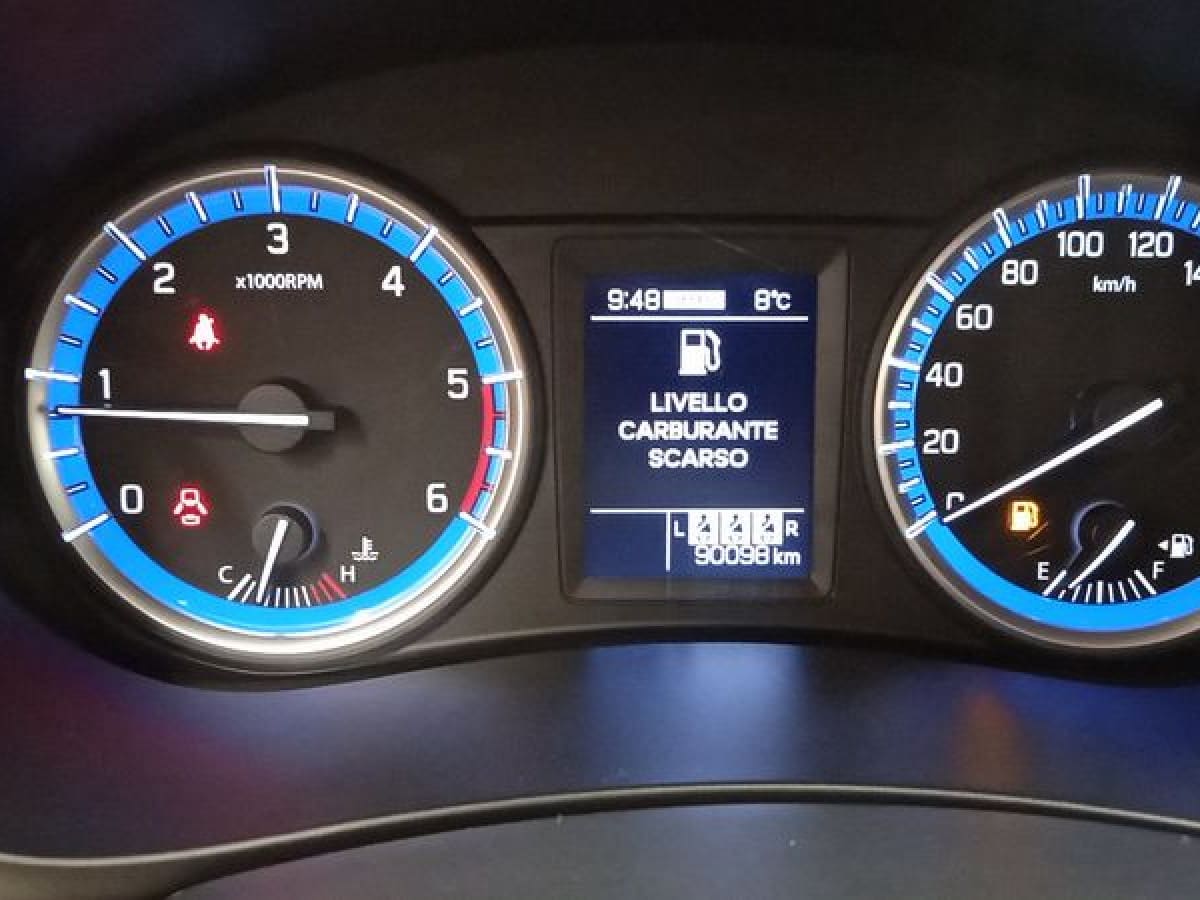 3
2
4
x1000RPM
1
5
0
6
C
H
9:48
8°C
LIVELLO
CARBURANTE
SCARSO
L
R
90098 km
100
120
80
km/h
60
40
20
E
F